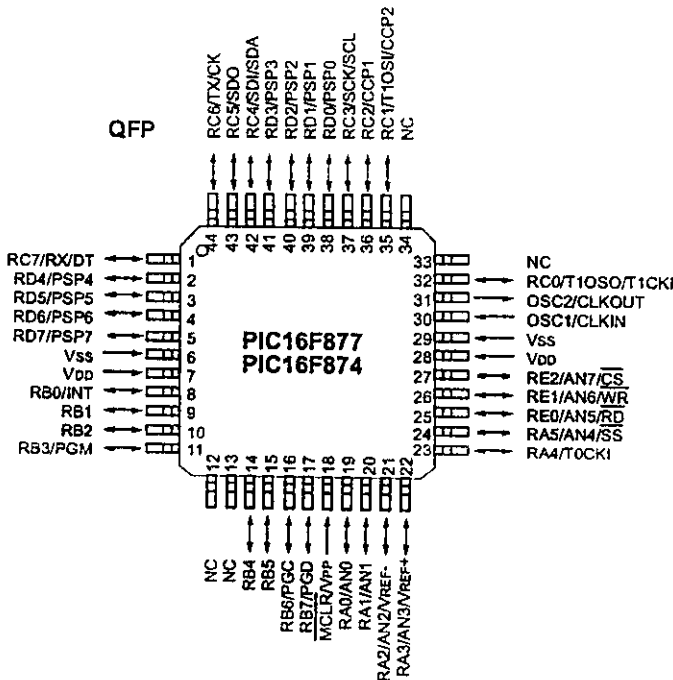 QFP
RC6/TX/CK
RC5/SDO
RC4/SDI/SDA
RD3/PSP3
RD2/PSP2
RD1/PSP1
RD0/PSP0
RC3/SCK/SCL
RC2/CCP1
RC1/T1OSI/CCP2
NC
44
43
42
41
40
39
38
37
36
35
34
RC7/RX/DT
RD4/PSP4
RD5/PSP5
RD6/PSP6
RD7/PSP7
VSS
VDD
RB0/INT
RB1
RB2
RB3/PGM
1
2
3
4
5
6
7
8
9
10
11
PIC16F877
PIC16F874
33
32
31
30
29
28
27
26
25
24
23
NC
RC0/T1OSO/T1CKI
OSC2/CLKOUT
OSC1/CLKIN
VSS
VDD
RE2/AN7/CS
RE1/AN6/WR
RE0/AN5/RD
RA5/AN4/SS
RA4/T0CKI
12
13
14
15
16
17
18
19
20
21
22
NC
NC
RB4
RB5
RB6/PGC
RB7/PGD
MCLR/VPP
RA0/AN0
RA1/AN1
RA2/AN2/VREF-
RA3/AN3/VREF+